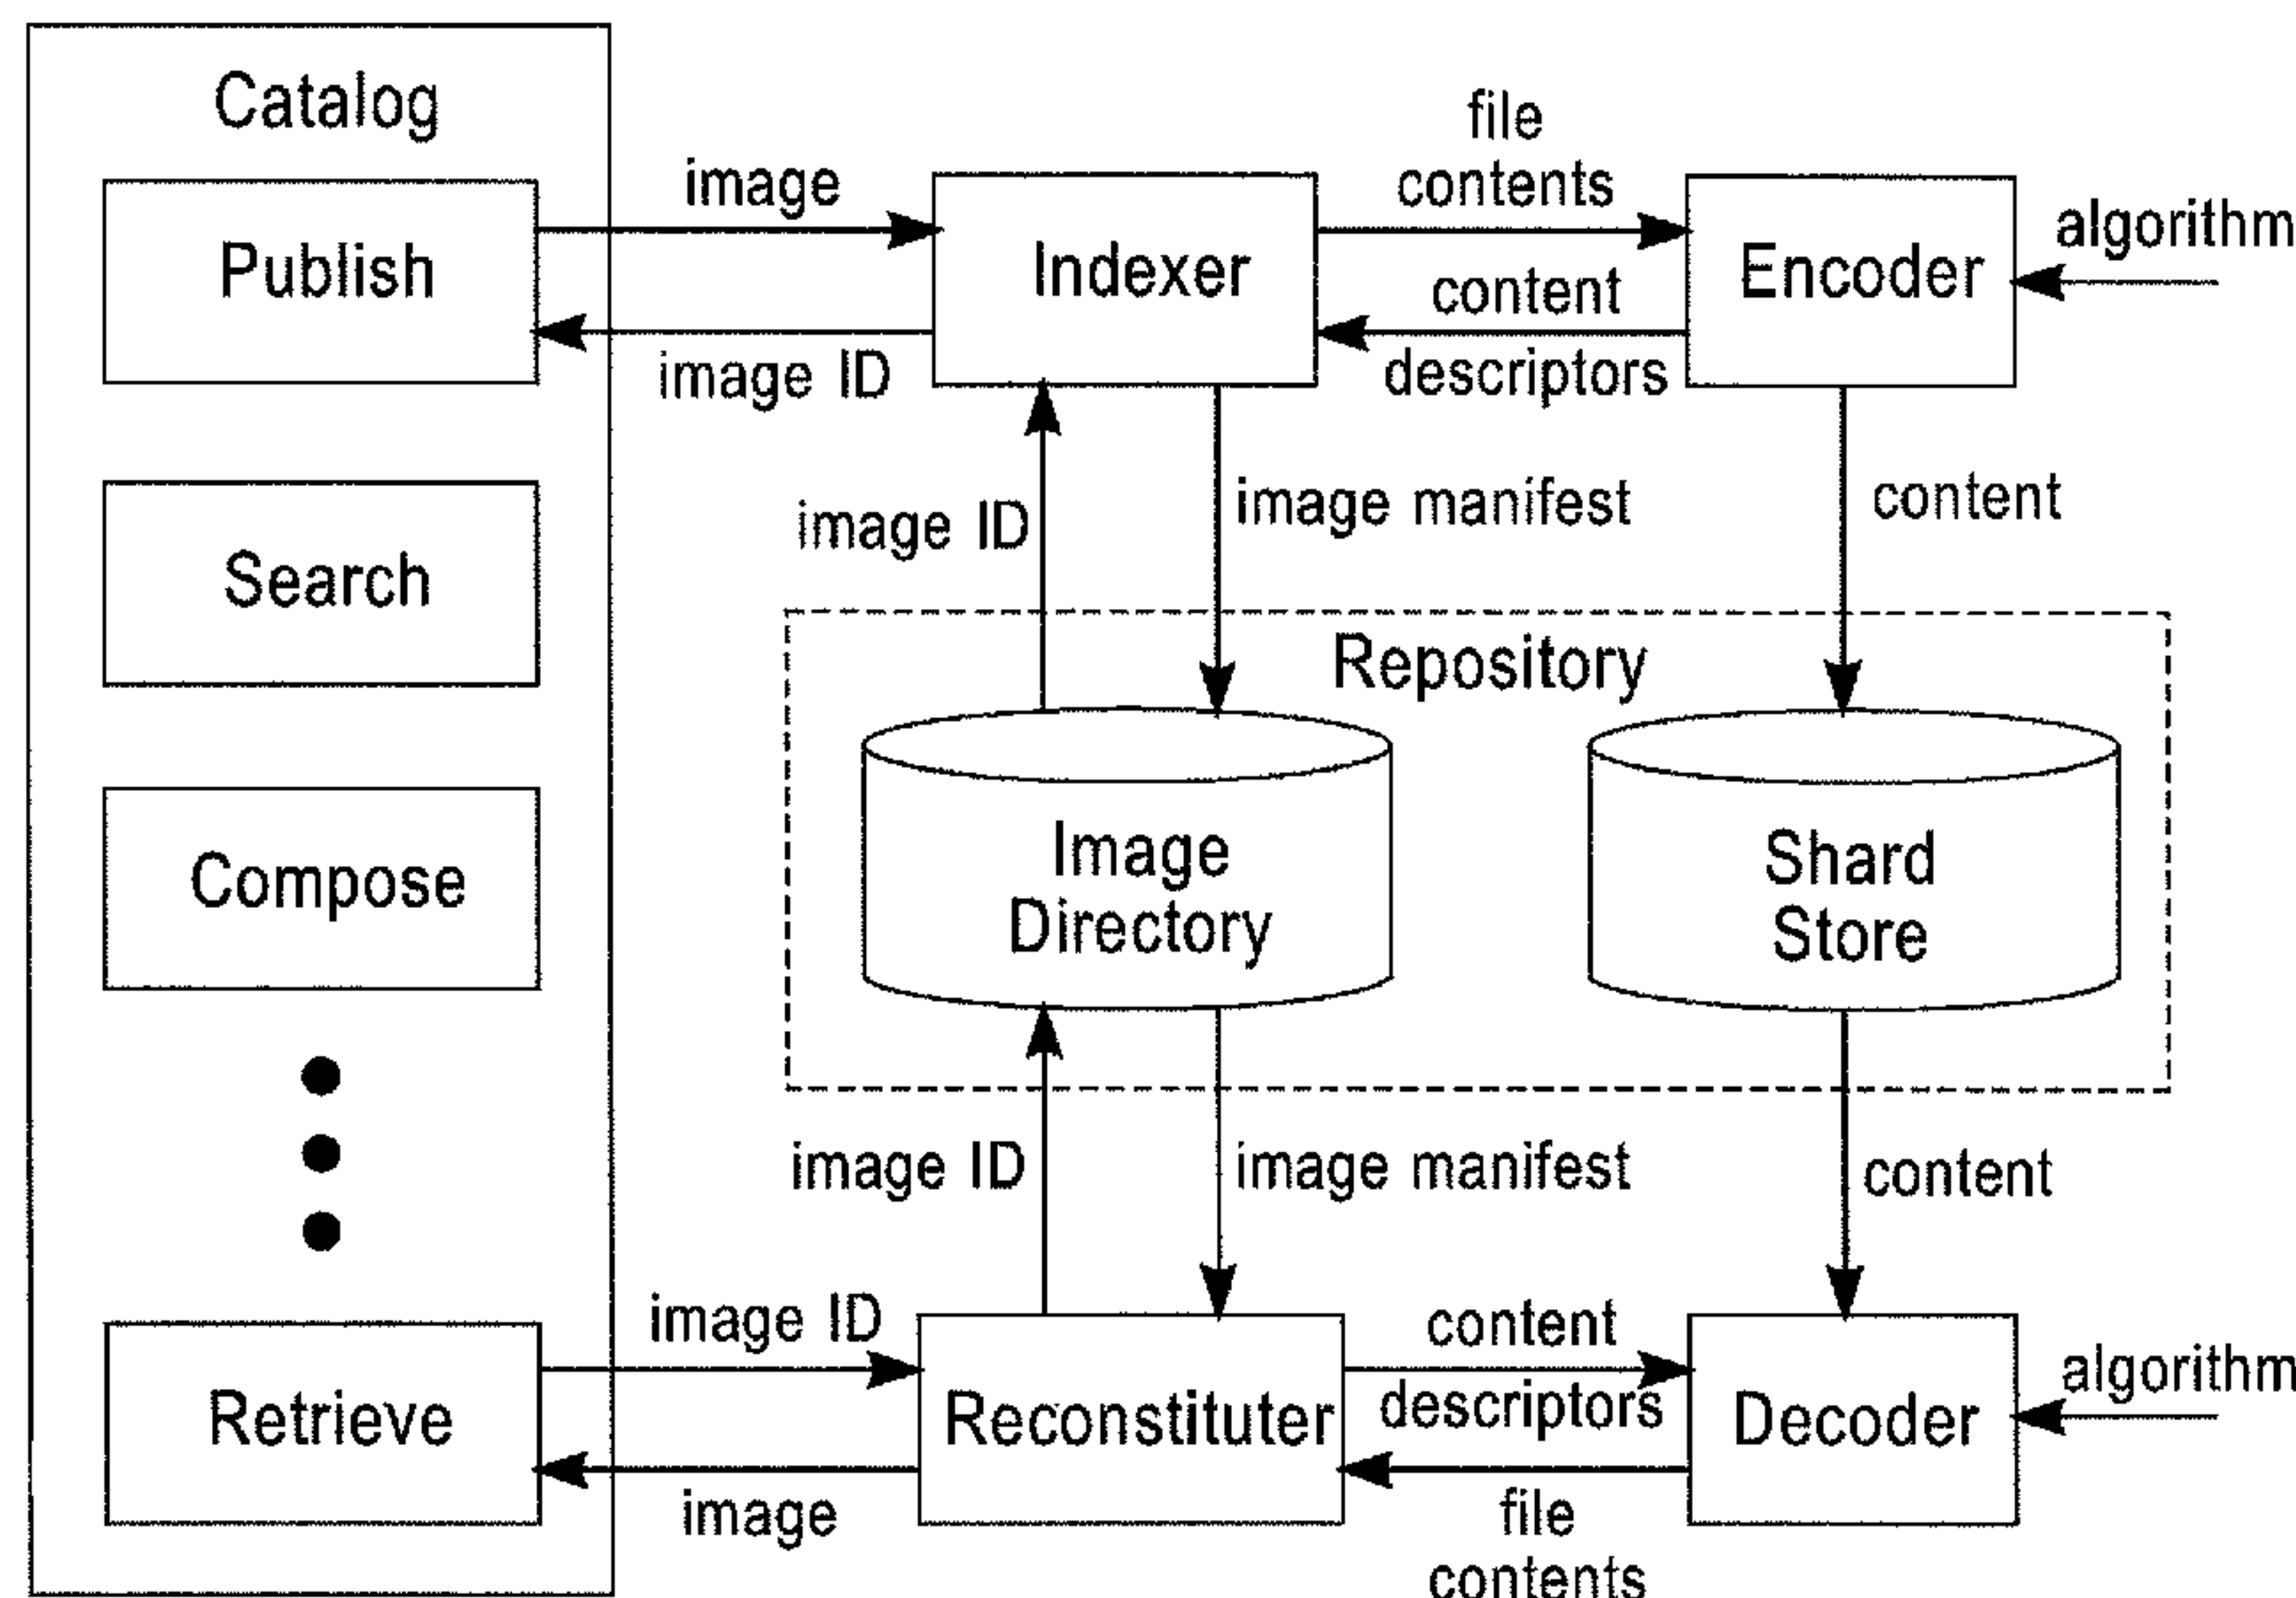 Catalog
file
image
contents
algorithm
Publish
Indexer
Encoder
content
image ID
descriptors
image ID
image manifest
content
Search
Repository
Compose
Image
Directory
Shard
Store
image ID
image manifest
content
image ID
content
algorithm
Retrieve
Reconstituter
descriptors
Decoder
image
file
contents